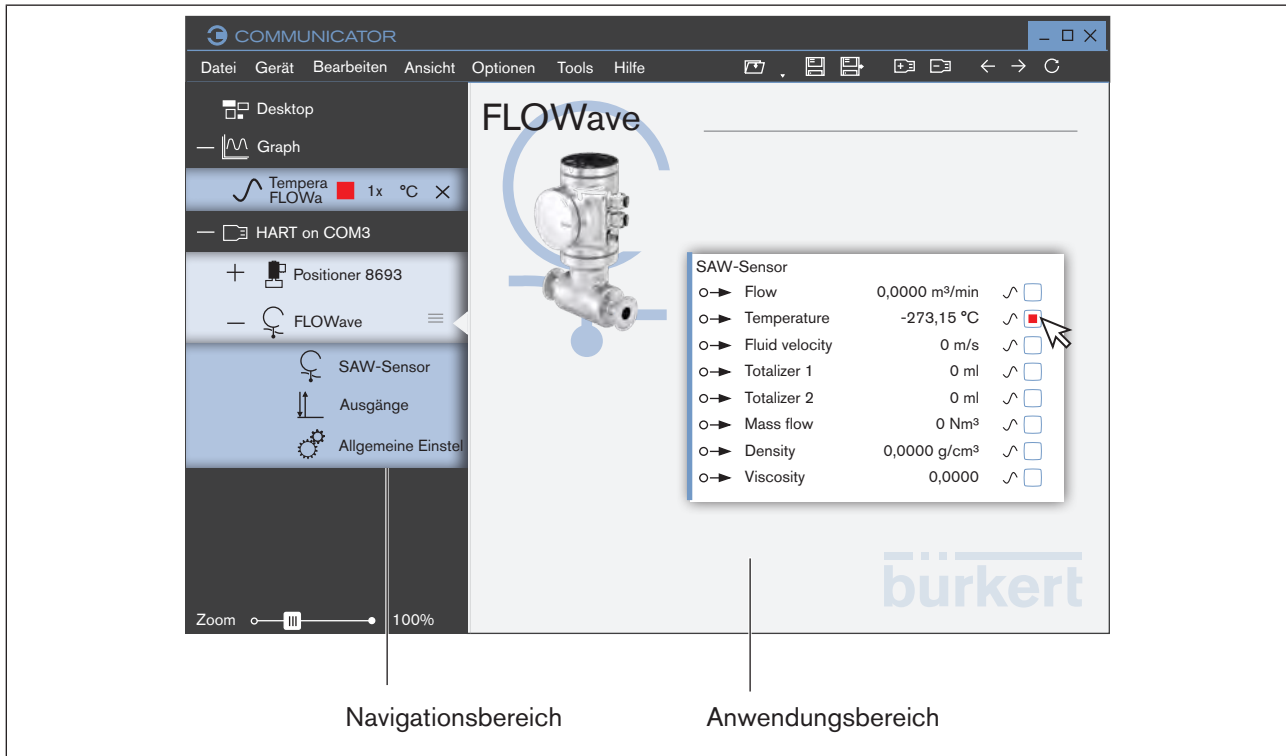 COMMUNICATOR
Datei Gerät Bearbeiten Ansicht Optionen Tools Hilfe
Desktop
Graph
Tempera
FLOWa 1x °C
HART on COM3
Positioner 8693
FLOWave
SAW-Sensor
Ausgänge
Allgemeine Einstel
Zoom 100%
FLOWave
SAW-Sensor
Flow 0,0000 m³/min
Temperature -273,15 °C
Fluid velocity 0 m/s
Totalizer 1 0 ml
Totalizer 2 0 ml
Mass flow 0 Nm³
Density 0,0000 g/cm³
Viscosity 0,0000
bürkert
Navigationsbereich Anwendungsbereich